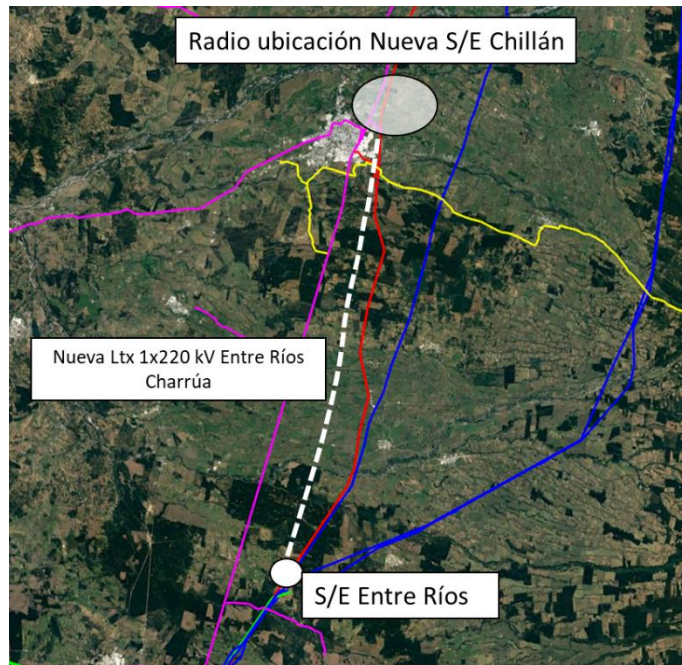 Radio ubicación Nueva S/E Chillán
Nueva Ltx 1x220 kV Entre Ríos
Charrúa
S/E Entre Ríos